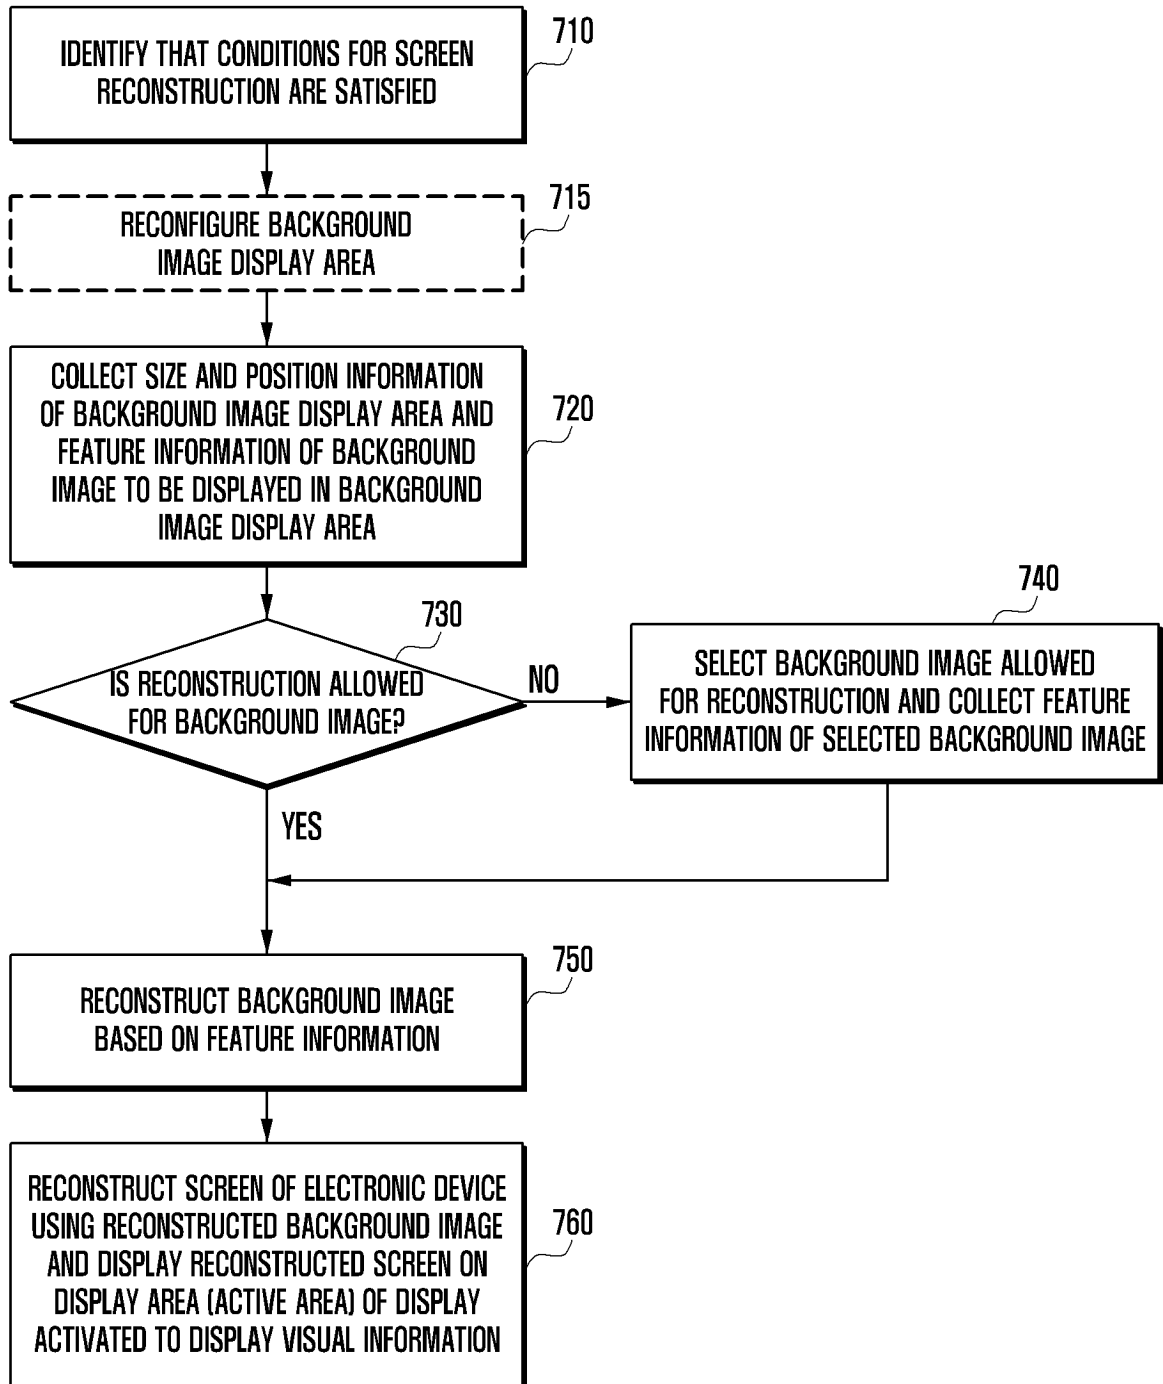 710
IDENTIFY THAT CONDITIONS FOR SCREEN
RECONSTRUCTION ARE SATISFIED
715
RECONFIGURE BACKGROUND
IMAGE DISPLAY AREA
720
COLLECT SIZE AND POSITION INFORMATION
OF BACKGROUND IMAGE DISPLAY AREA AND
FEATURE INFORMATION OF BACKGROUND
IMAGE TO BE DISPLAYED IN BACKGROUND
IMAGE DISPLAY AREA
730
IS RECONSTRUCTION ALLOWED
FOR BACKGROUND IMAGE?
NO
YES
740
SELECT BACKGROUND IMAGE ALLOWED
FOR RECONSTRUCTION AND COLLECT FEATURE
INFORMATION OF SELECTED BACKGROUND IMAGE
750
RECONSTRUCT BACKGROUND IMAGE
BASED ON FEATURE INFORMATION
760
RECONSTRUCT SCREEN OF ELECTRONIC DEVICE
USING RECONSTRUCTED BACKGROUND IMAGE
AND DISPLAY RECONSTRUCTED SCREEN ON
DISPLAY AREA (ACTIVE AREA) OF DISPLAY
ACTIVATED TO DISPLAY VISUAL INFORMATION